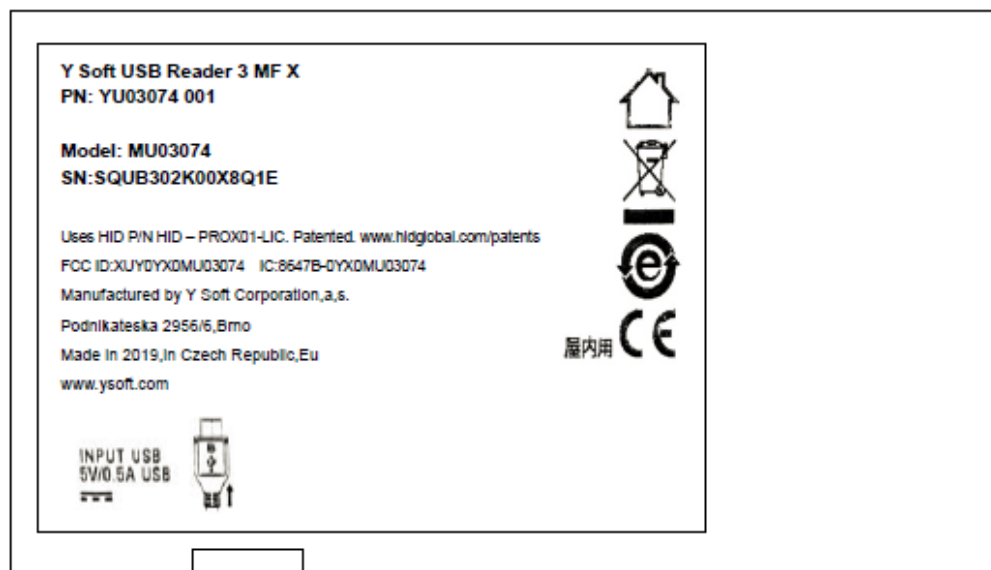 Y Soft USB Reader 3 MF X
PN: YU03074 001
Model: MU03074
SN:SQUB302K00X8Q1E
Uses HID P/N HID – PROX01-LIC. Patented. www.hidglobal.com/patents
FCC ID:XUY0YX0MU03074 IC:8647B-0YX0MU03074
Manufactured by Y Soft Corporation,a,s.
Podnikateska 2956/6,Brno
Made in 2019,in Czech Republic,Eu
www.ysoft.com
屋内用 CE
e
INPUT USB
5V/0.5A USB